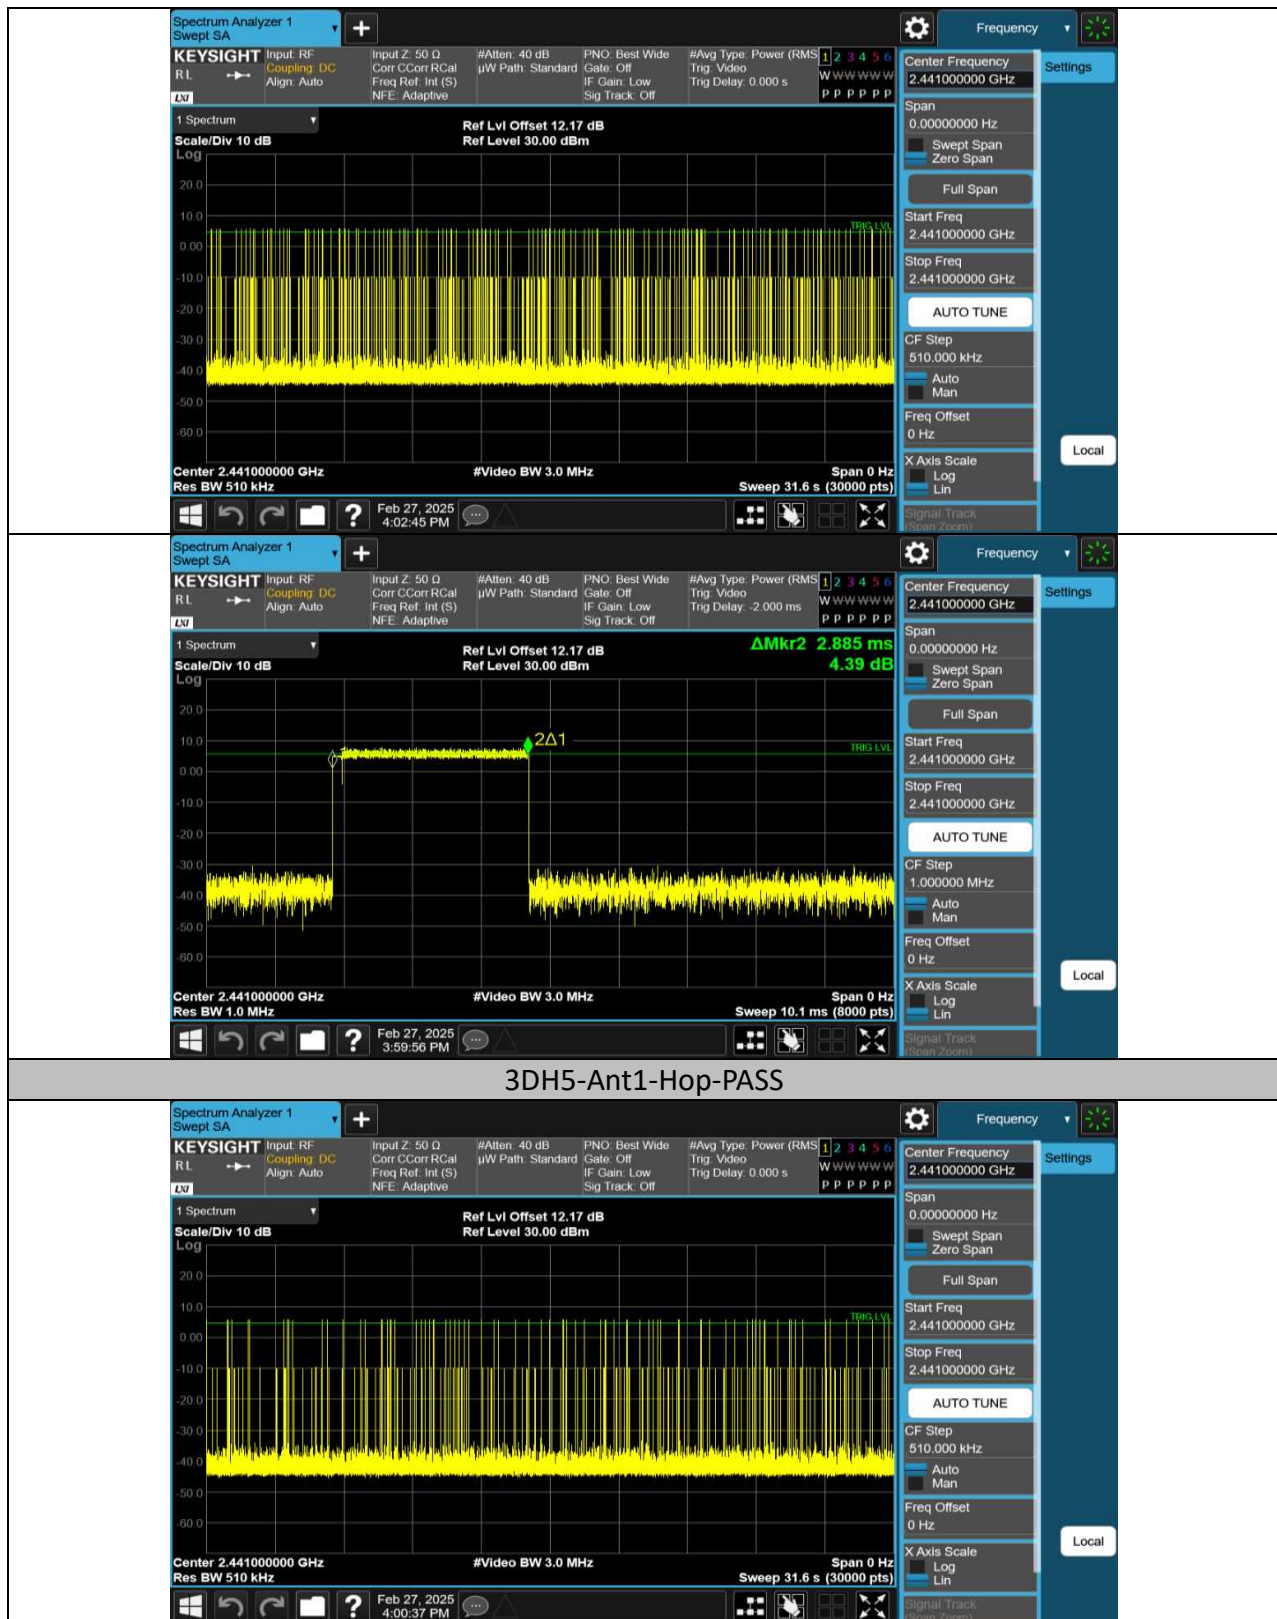 Spectrum Analyzer 1
Swept SA
Frequency
KEYSIGHT
RL
LXI
Input: RF
Coupling: DC
Align: Auto
Input Z: 50 Ω
Corr CCorr RCal
Freq Ref: Int (S)
NFE: Adaptive
#Atten: 40 dB
µW Path: Standard
PNO: Best Wide
Gate: Off
IF Gain: Low
Sig Track: Off
#Avg Type: Power (RMS
Trig: Video
Trig Delay: 0.000 s
1 2 3 4 5 6
W W W W W W
P P P P P P
Center Frequency
2.441000000 GHz
Settings
Span
0.00000000 Hz
Swept Span
Zero Span
Full Span
Start Freq
2.441000000 GHz
Stop Freq
2.441000000 GHz
AUTO TUNE
CF Step
510.000 kHz
Auto
Man
Freq Offset
0 Hz
X Axis Scale
Log
Lin
Signal Track
(Span Zoom)
Local
1 Spectrum
Scale/Div 10 dB
Log
Ref Lvl Offset 12.17 dB
Ref Level 30.00 dBm
20.0
10.0
0.00
-10.0
-20.0
-30.0
-40.0
-50.0
-60.0
TRIG LVL
Center 2.441000000 GHz
#Video BW 3.0 MHz
Span 0 Hz
Res BW 510 kHz
Sweep 31.6 s (30000 pts)
?
Feb 27, 2025
4:02:45 PM
Spectrum Analyzer 1
Swept SA
Frequency
KEYSIGHT
RL
LXI
Input: RF
Coupling: DC
Align: Auto
Input Z: 50 Ω
Corr CCorr RCal
Freq Ref: Int (S)
NFE: Adaptive
#Atten: 40 dB
µW Path: Standard
PNO: Best Wide
Gate: Off
IF Gain: Low
Sig Track: Off
#Avg Type: Power (RMS
Trig: Video
Trig Delay: -2.000 ms
1 2 3 4 5 6
W W W W W W
P P P P P P
Center Frequency
2.441000000 GHz
Settings
Span
0.00000000 Hz
Swept Span
Zero Span
Full Span
Start Freq
2.441000000 GHz
Stop Freq
2.441000000 GHz
AUTO TUNE
CF Step
1.000000 MHz
Auto
Man
Freq Offset
0 Hz
X Axis Scale
Log
Lin
Signal Track
(Span Zoom)
Local
1 Spectrum
Scale/Div 10 dB
Log
Ref Lvl Offset 12.17 dB
Ref Level 30.00 dBm
ΔMkr2 2.885 ms
4.39 dB
20.0
10.0
0.00
-10.0
-20.0
-30.0
-40.0
-50.0
-60.0
2Δ1
TRIG LVL
Center 2.441000000 GHz
#Video BW 3.0 MHz
Span 0 Hz
Res BW 1.0 MHz
Sweep 10.1 ms (8000 pts)
?
Feb 27, 2025
3:59:56 PM
3DH5-Ant1-Hop-PASS
Spectrum Analyzer 1
Swept SA
Frequency
KEYSIGHT
RL
LXI
Input: RF
Coupling: DC
Align: Auto
Input Z: 50 Ω
Corr CCorr RCal
Freq Ref: Int (S)
NFE: Adaptive
#Atten: 40 dB
µW Path: Standard
PNO: Best Wide
Gate: Off
IF Gain: Low
Sig Track: Off
#Avg Type: Power (RMS
Trig: Video
Trig Delay: 0.000 s
1 2 3 4 5 6
W W W W W W
P P P P P P
Center Frequency
2.441000000 GHz
Settings
Span
0.00000000 Hz
Swept Span
Zero Span
Full Span
Start Freq
2.441000000 GHz
Stop Freq
2.441000000 GHz
AUTO TUNE
CF Step
510.000 kHz
Auto
Man
Freq Offset
0 Hz
X Axis Scale
Log
Lin
Signal Track
(Span Zoom)
Local
1 Spectrum
Scale/Div 10 dB
Log
Ref Lvl Offset 12.17 dB
Ref Level 30.00 dBm
20.0
10.0
0.00
-10.0
-20.0
-30.0
-40.0
-50.0
-60.0
TRIG LVL
Center 2.441000000 GHz
#Video BW 3.0 MHz
Span 0 Hz
Res BW 510 kHz
Sweep 31.6 s (30000 pts)
?
Feb 27, 2025
4:00:37 PM